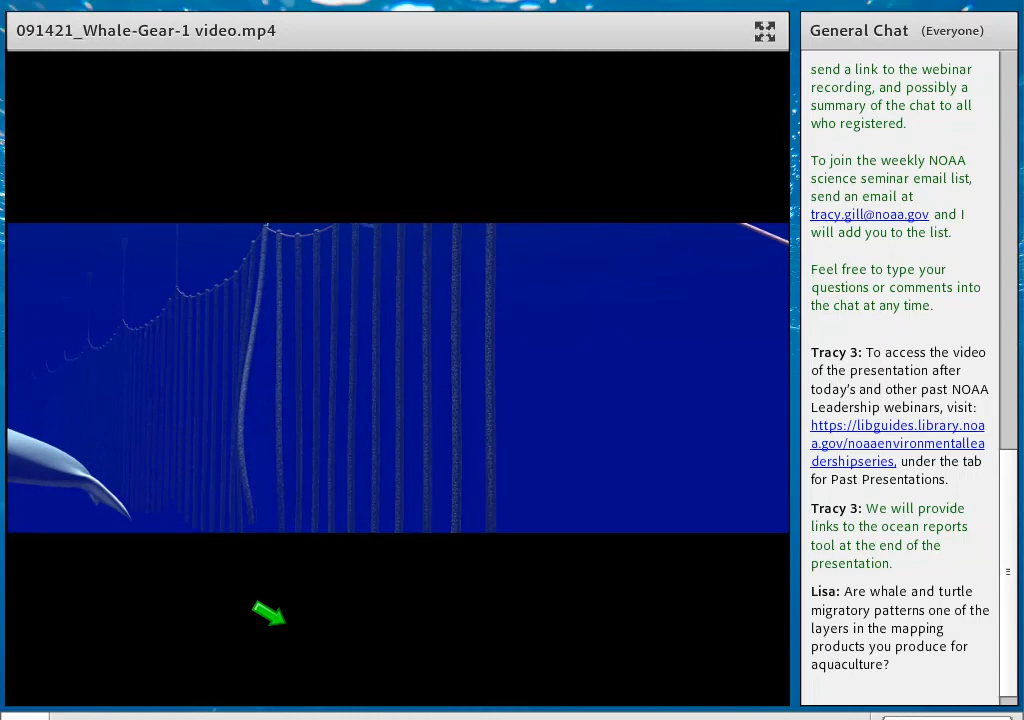 091421_Whale-Gear-1 video.mp4
General Chat (Everyone)
send a link to the webinar
recording, and possibly a
summary of the chat to all
who registered.
To join the weekly NOAA
science seminar email list,
send an email at
tracy.gill@noaa.gov and I
will add you to the list.
Feel free to type your
questions or comments into
the chat at any time.
Tracy 3: To access the video
of the presentation after
today's and other past NOAA
Leadership webinars, visit:
https://libguides.library.noa
a.gov/noaaenvironmentallea
dershipseries, under the tab
for Past Presentations.
Tracy 3: We will provide
links to the ocean reports
tool at the end of the
presentation.
Lisa: Are whale and turtle
migratory patterns one of the
layers in the mapping
products you produce for
aquaculture?